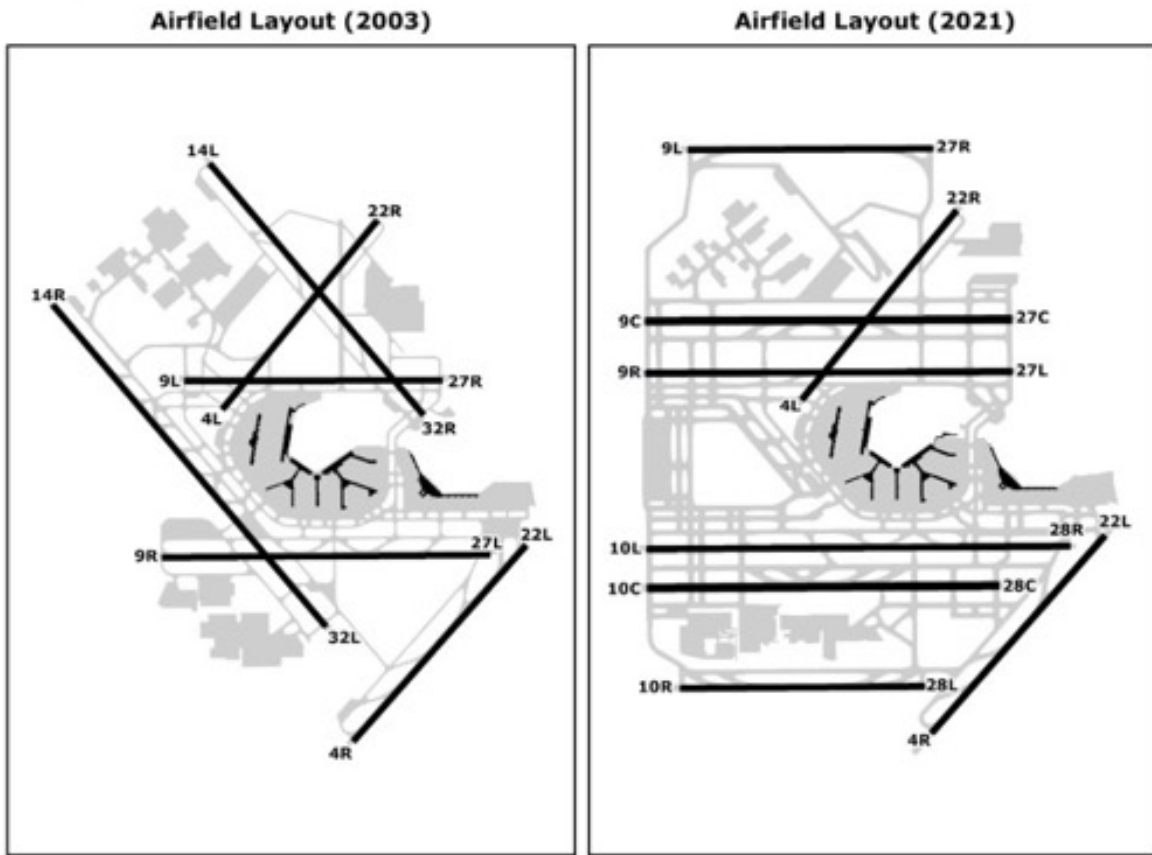 Airfield Layout (2003)
14L
22R
14R
9L
27R
4L
32R
9R
27L
22L
32L
4R
Airfield Layout (2021)
9L
27R
22R
9C
27C
9R
27L
4L
28R
22L
10L
10C
28C
10R
28L
4R